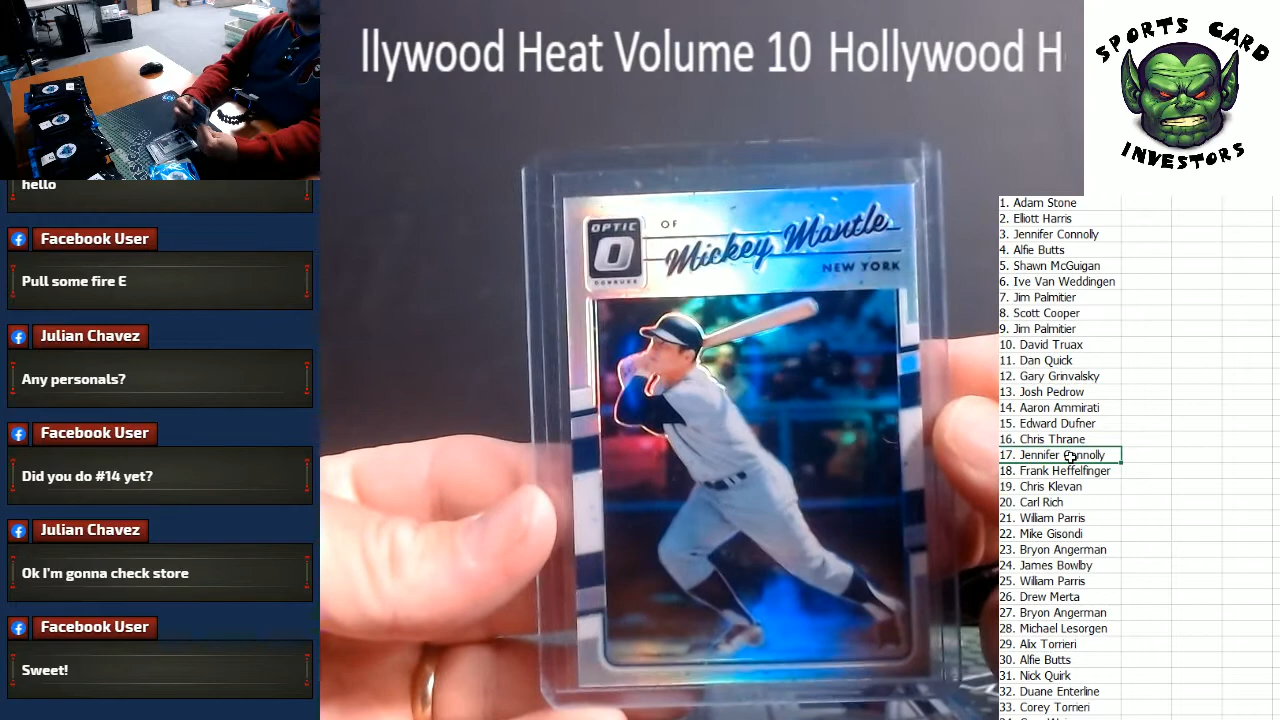 llywood Heat Volume 10 Hollywood H
SPORTS CARD
INVESTORS
hello
Facebook User
Pull some fire E
Julian Chavez
Any personals?
Facebook User
Did you do #14 yet?
Julian Chavez
Ok I'm gonna check store
Facebook User
Sweet!
OPTIC
O
DONRUSS
OF
Mickey Mantle
NEW YORK
1. Adam Stone
2. Elliott Harris
3. Jennifer Connolly
4. Alfie Butts
5. Shawn McGuigan
6. Ive Van Weddingen
7. Jim Palmitier
8. Scott Cooper
9. Jim Palmitier
10. David Truax
11. Dan Quick
12. Gary Grinvalsky
13. Josh Pedrow
14. Aaron Ammirati
15. Edward Dufner
16. Chris Thrane
17. Jennifer Connolly
18. Frank Heffelfinger
19. Chris Klevan
20. Carl Rich
21. William Parris
22. Mike Gisondi
23. Bryon Angerman
24. James Bowlby
25. William Parris
26. Drew Merta
27. Bryon Angerman
28. Michael Lesorgen
29. Alix Torrieri
30. Alfie Butts
31. Nick Quirk
32. Duane Enterline
33. Corey Torrieri